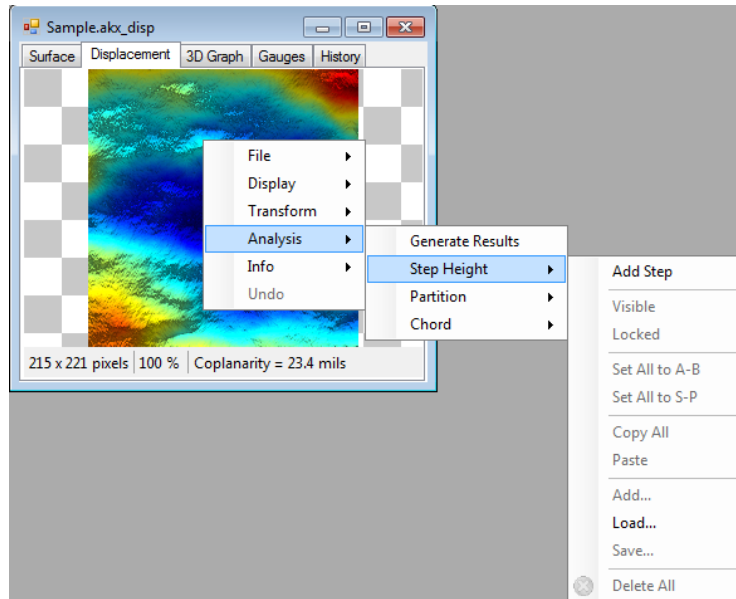 Sample.akx_disp
Surface Displacement 3D Graph Gauges History
File
Display
Transform
Analysis
Info
Undo
Generate Results
Step Height
Partition
Chord
Add Step
Visible
Locked
Set All to A-B
Set All to S-P
Copy All
Paste
Add...
Load...
Save...
Delete All
215 x 221 pixels 100 % Coplanarity = 23.4 mils